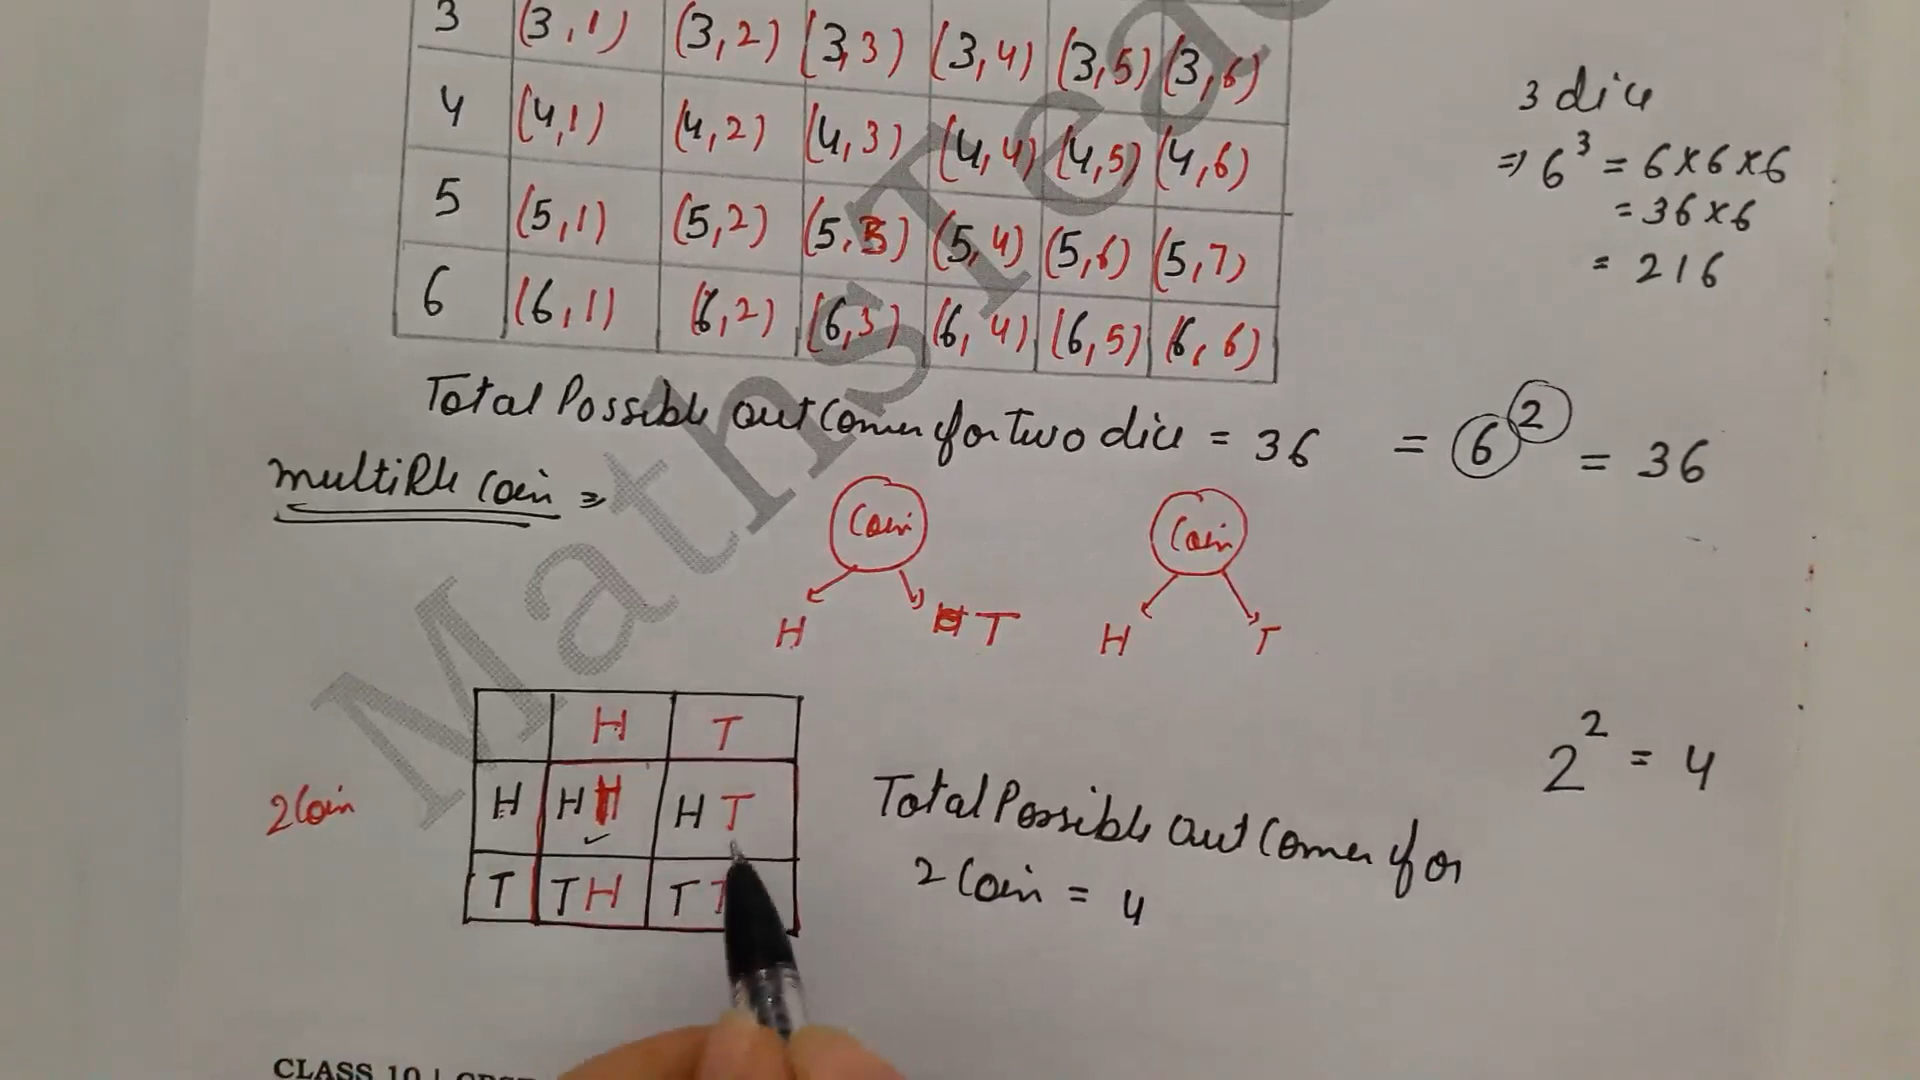 3 (3,1) (3,2) (3,3) (3,4) (3,5) (3,6)
4 (4,1) (4,2) (4,3) (4,4) (4,5) (4,6)
5 (5,1) (5,2) (5,3) (5,4) (5,6) (5,7)
6 (6,1) (6,2) (6,3) (6,4) (6,5) (6,6)
3 dice
⇒ 6³ = 6×6×6
= 36×6
= 216
Total Possible outcomes for Two dice = 36 = 6² = 36
multiple coin ⇒
Coin Coin
H T H T
H T
2 Coin H HH HT
T TH TT
Total Possible outcomes for
2 Coin = 4
2² = 4
CLASS 10 |
Maths Tea